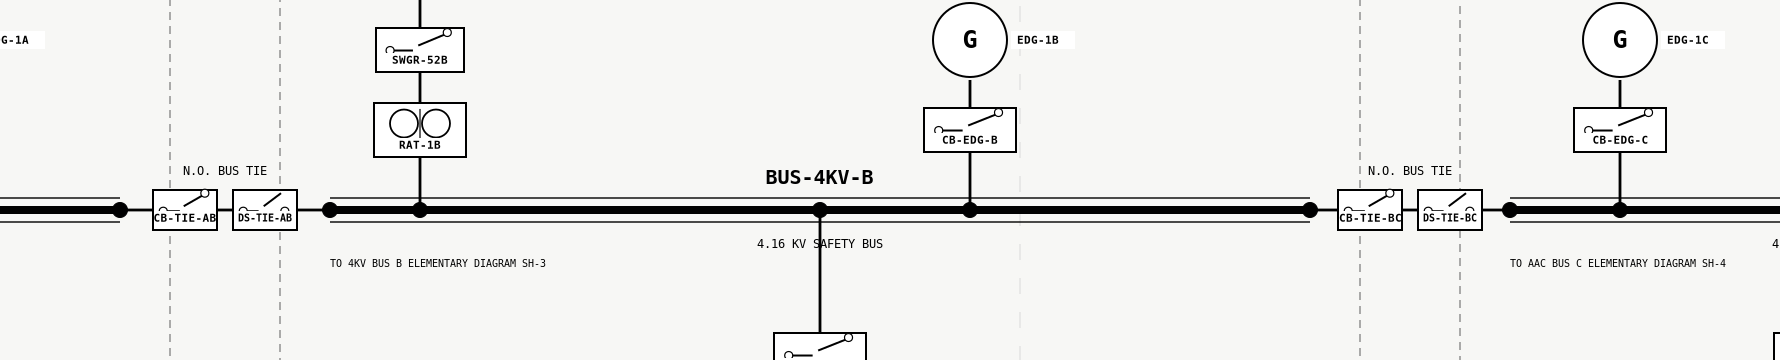 G-1A
G
EDG-1B
G
EDG-1C
SWGR-52B
RAT-1B
CB-EDG-B
CB-EDG-C
N.O. BUS TIE
BUS-4KV-B
N.O. BUS TIE
CB-TIE-AB
DS-TIE-AB
CB-TIE-BC
DS-TIE-BC
4.16 KV SAFETY BUS
4
TO 4KV BUS B ELEMENTARY DIAGRAM SH-3
TO AAC BUS C ELEMENTARY DIAGRAM SH-4